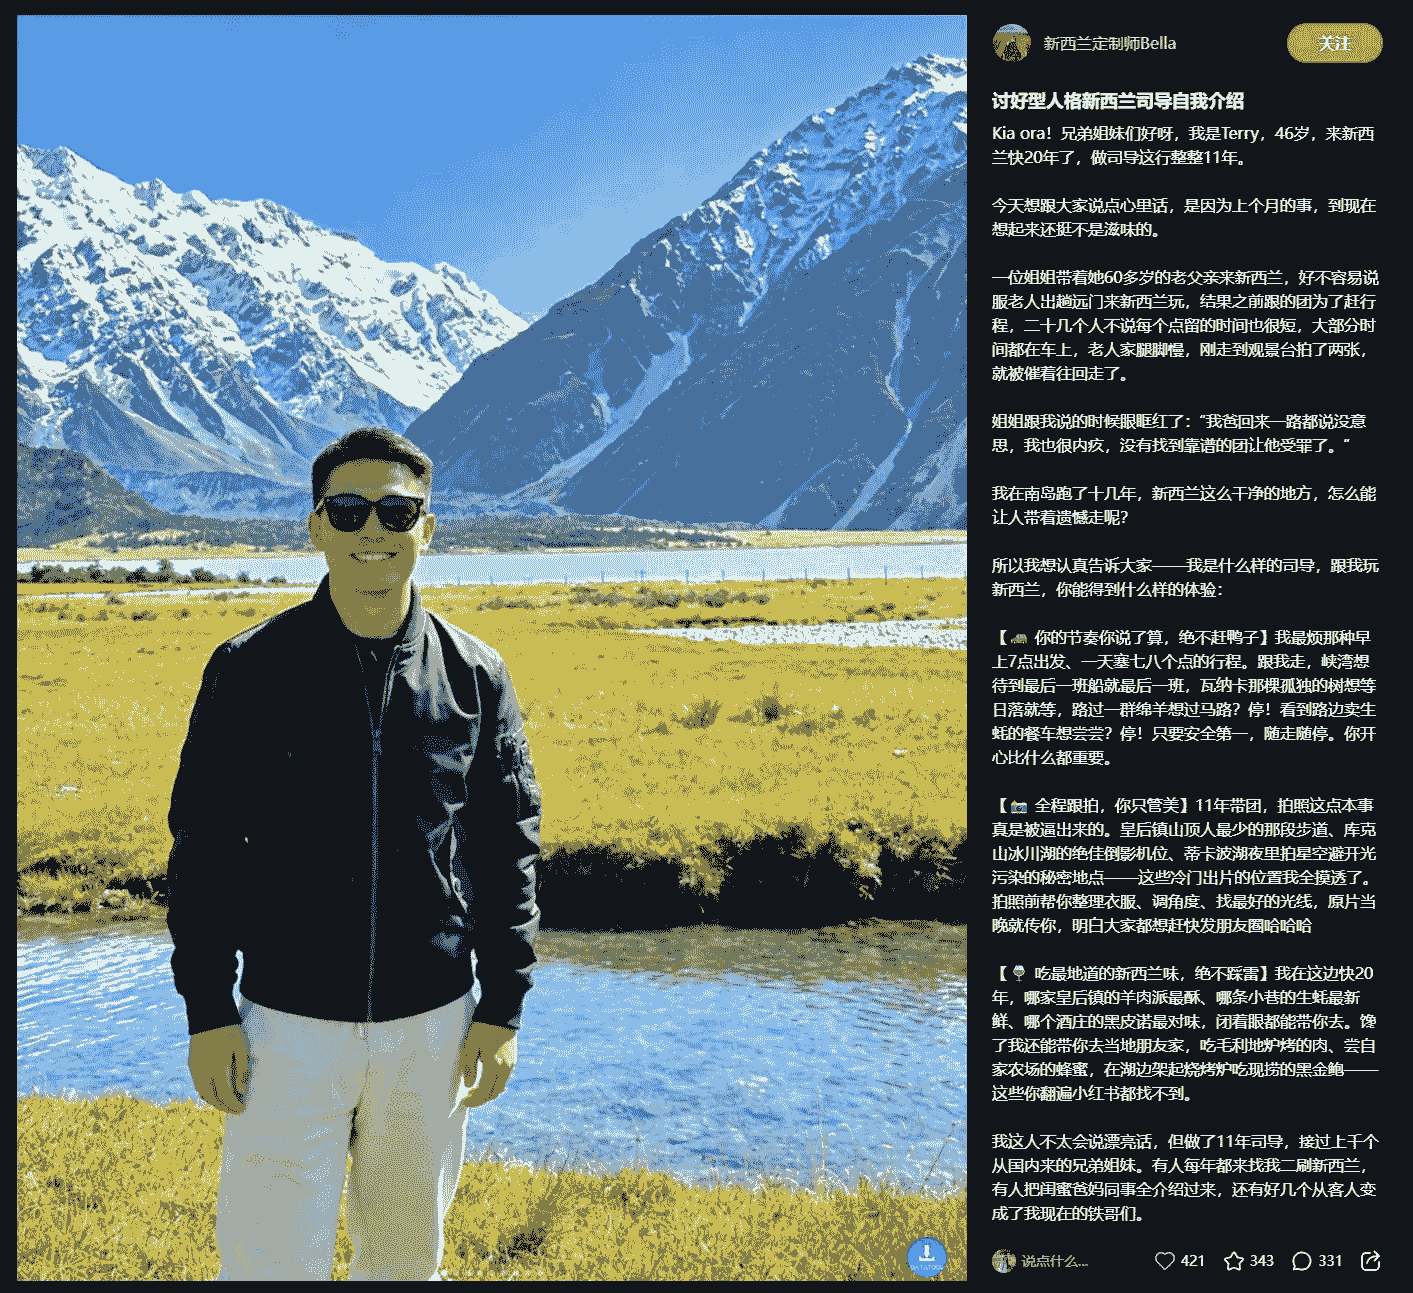 新西兰定制师Bella
关注
讨好型人格新西兰司导自我介绍
Kia ora！兄弟姐妹们好呀，我是Terry，46岁，来新西
兰快20年了，做司导这行整整11年。
今天想跟大家说点心里话，是因为上个月的事，到现在
想起来还挺不是滋味的。
一位姐姐带着她60多岁的老父亲来新西兰，好不容易说
服老人出趟远门来新西兰玩，结果之前跟的团为了赶行
程，二十几个人不说每个点留的时间也很短，大部分时
间都在车上，老人家腿脚慢，刚走到观景台拍了两张，
就被催着往回走了。
姐姐跟我说的时候眼眶红了：“我爸回来一路都说没意
思，我也很内疚，没有找到靠谱的团让他受罪了。”
我在南岛跑了十几年，新西兰这么干净的地方，怎么能
让人带着遗憾走呢？
所以我想认真告诉大家——我是什么样的司导，跟我玩
新西兰，你能得到什么样的体验：
【🚙 你的节奏你说了算，绝不赶鸭子】我最烦那种早
上7点出发、一天塞七八个点的行程。跟我走，峡湾想
待到最后一班船就最后一班，瓦纳卡那棵孤独的树想等
日落就等，路过一群绵羊想过马路？停！看到路边卖生
蚝的餐车想尝尝？停！只要安全第一，随走随停。你开
心比什么都重要。
【📸 全程跟拍，你只管美】11年带团，拍照这点本事
真是被逼出来的。皇后镇山顶人最少的那段步道、库克
山冰川湖的绝佳倒影机位、蒂卡波湖夜里拍星空避开光
污染的秘密地点——这些冷门出片的位置我全摸透了。
拍照前帮你整理衣服、调角度、找最好的光线，原片当
晚就传你，明白大家都想赶快发朋友圈哈哈哈
【🍷 吃最地道的新西兰味，绝不踩雷】我在这边快20
年，哪家皇后镇的羊肉派最酥、哪条小巷的生蚝最新
鲜、哪个酒庄的黑皮诺最对味，闭着眼都能带你去。馋
了我还能带你去当地朋友家，吃毛利地炉烤的肉、尝自
家农场的蜂蜜，在湖边架起烧烤炉吃现捞的黑金鲍——
这些你翻遍小红书都找不到。
我这人不太会说漂亮话，但做了11年司导，接过上千个
从国内来的兄弟姐妹。有人每年都来找我二刷新西兰，
有人把闺蜜爸妈同事全介绍过来，还有好几个从客人变
成了我现在的铁哥们。
说点什么...
421
343
331